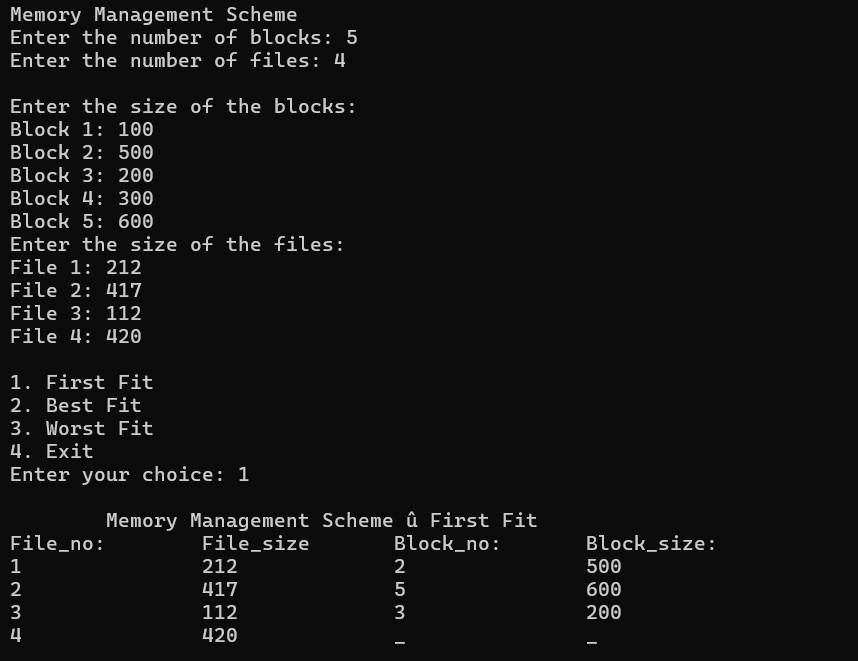 Memory Management Scheme
Enter the number of blocks: 5
Enter the number of files: 4
Enter the size of the blocks:
Block 1: 100
Block 2: 500
Block 3: 200
Block 4: 300
Block 5: 600
Enter the size of the files:
File 1: 212
File 2: 417
File 3: 112
File 4: 420
1. First Fit
2. Best Fit
3. Worst Fit
4. Exit
Enter your choice: 1
Memory Management Scheme û First Fit
File_no: File_size Block_no: Block_size:
1 212 2 500
2 417 5 600
3 112 3 200
4 420 _ _